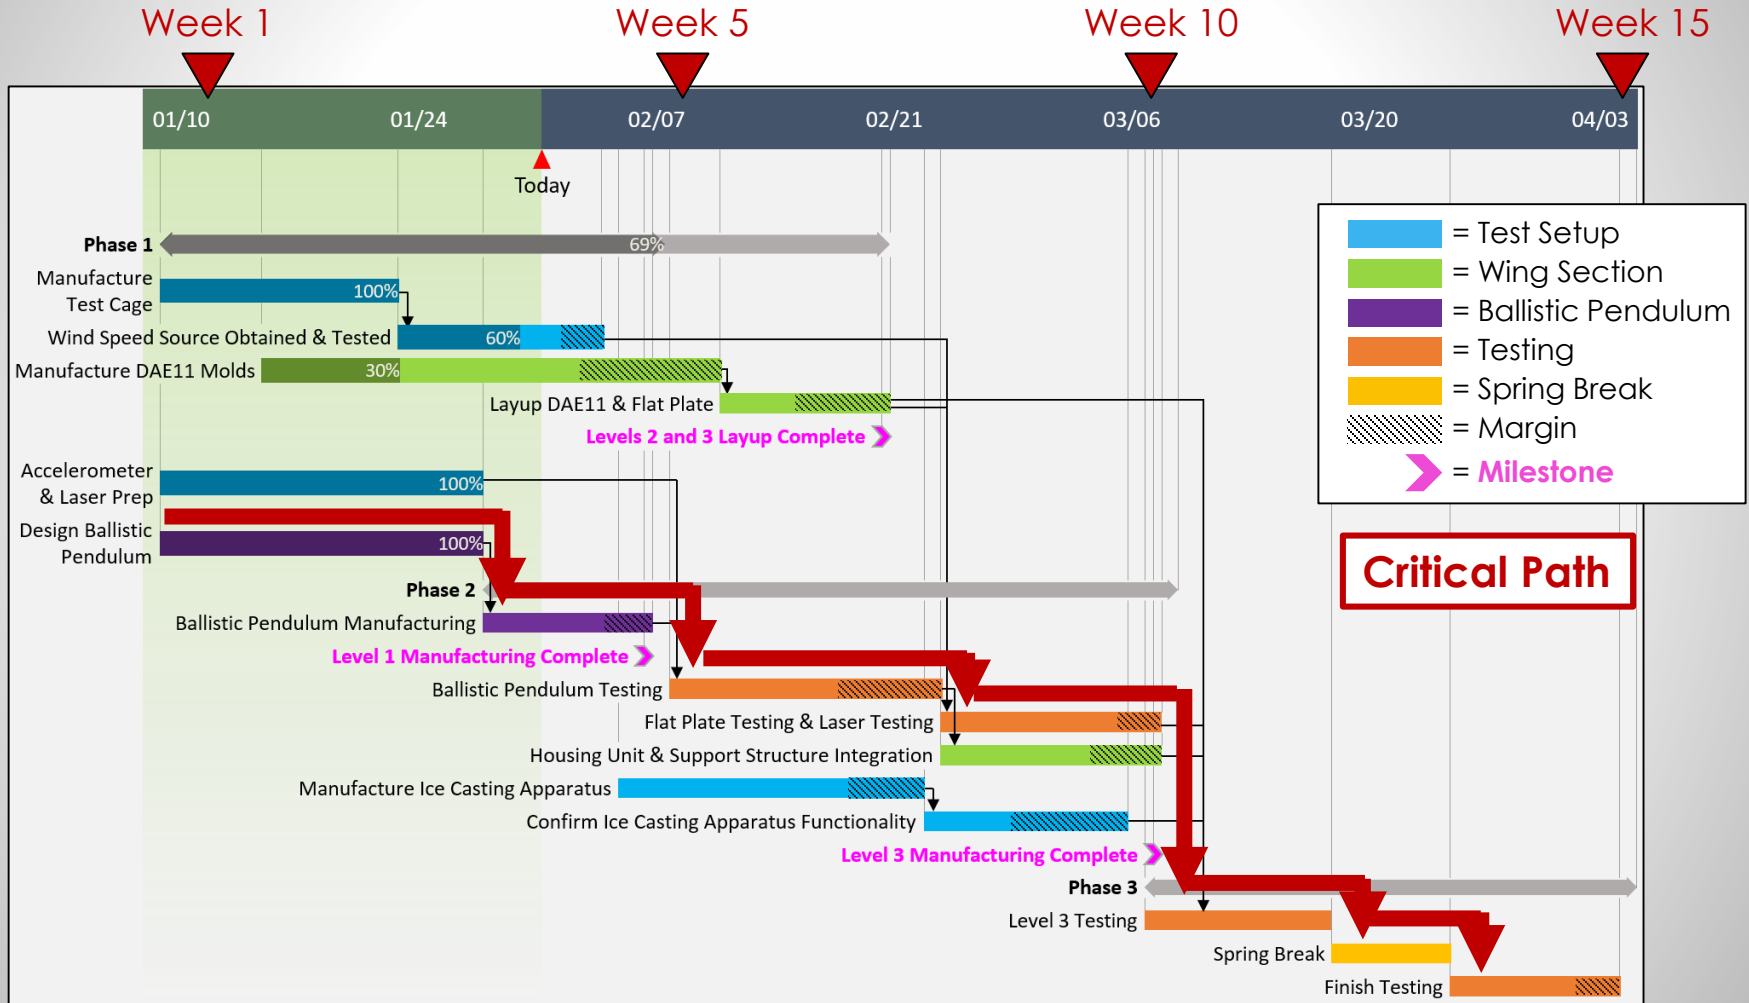 Week 1
Week 5
Week 10
Week 15
01/10
01/24
02/07
02/21
03/06
03/20
04/03
Today
Phase 1
69%
Manufacture
Test Cage
100%
Wind Speed Source Obtained & Tested
60%
Manufacture DAE11 Molds
30%
Layup DAE11 & Flat Plate
Levels 2 and 3 Layup Complete
Accelerometer
& Laser Prep
100%
Design Ballistic
Pendulum
100%
Phase 2
Ballistic Pendulum Manufacturing
Level 1 Manufacturing Complete
Ballistic Pendulum Testing
Flat Plate Testing & Laser Testing
Housing Unit & Support Structure Integration
Manufacture Ice Casting Apparatus
Confirm Ice Casting Apparatus Functionality
Level 3 Manufacturing Complete
Phase 3
Level 3 Testing
Spring Break
Finish Testing
= Test Setup
= Wing Section
= Ballistic Pendulum
= Testing
= Spring Break
= Margin
= Milestone
Critical Path